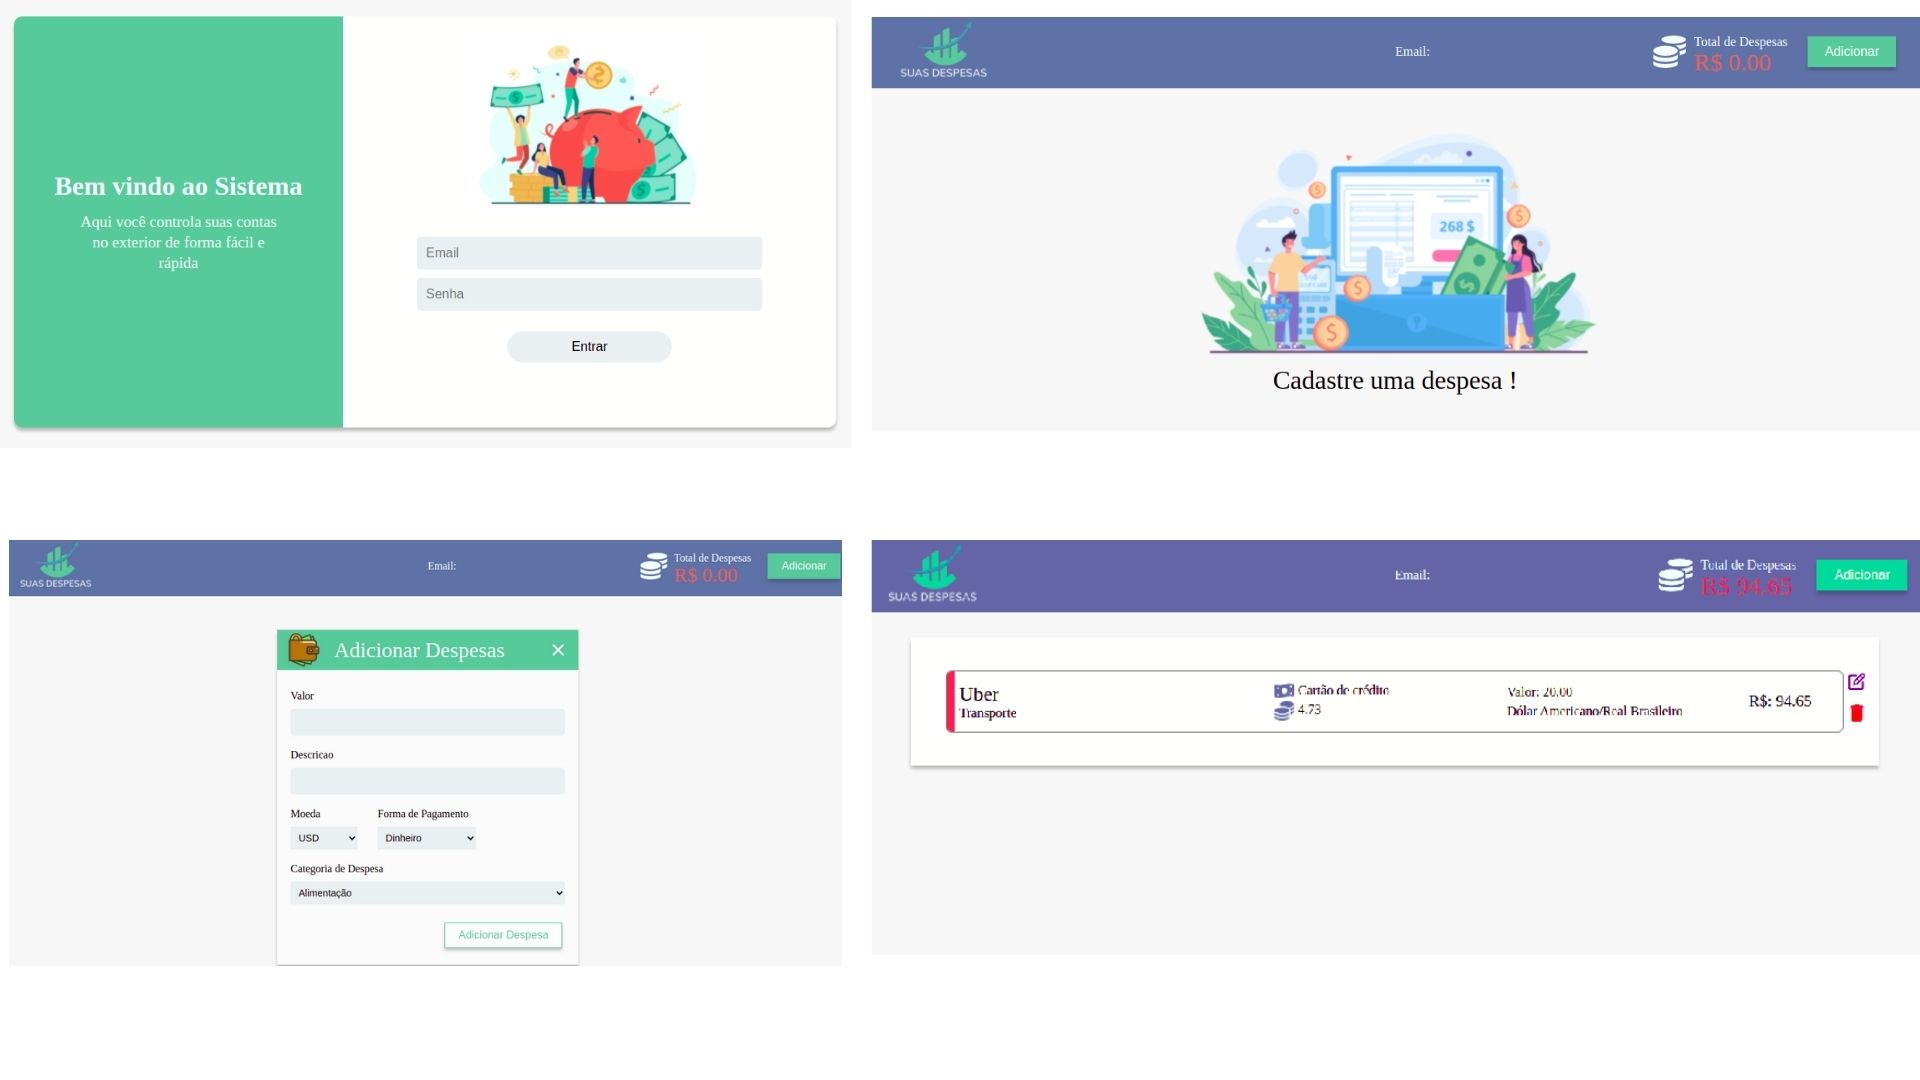 Bem vindo ao Sistema
Aqui você controla suas contas
no exterior de forma fácil e
rápida
Email
Senha
Entrar
SUAS DESPESAS
Email:
Total de Despesas
R$ 0.00
Adicionar
268 $
Cadastre uma despesa !
SUAS DESPESAS
Email:
Total de Despesas
R$ 0.00
Adicionar
Adicionar Despesas
Valor
Descricao
Moeda
Forma de Pagamento
USD
Dinheiro
Categoria de Despesa
Alimentação
Adicionar Despesa
SUAS DESPESAS
Email:
Total de Despesas
R$ 94.65
Adicionar
Uber
Transporte
Cartão de crédito
4.73
Valor: 20.00
Dólar Americano/Real Brasileiro
R$: 94.65